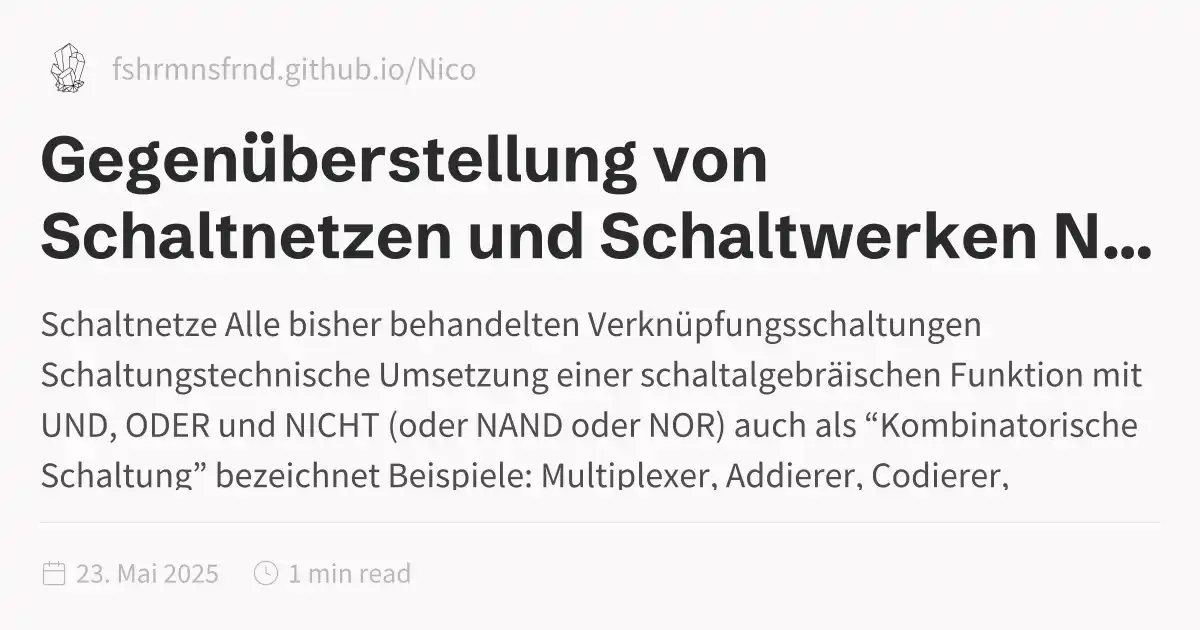 fshrmnsfrnd.github.io/Nico
Gegenüberstellung von
Schaltnetzen und Schaltwerken N...
Schaltnetze Alle bisher behandelten Verknüpfungsschaltungen
Schaltungstechnische Umsetzung einer schaltalgebräischen Funktion mit
UND, ODER und NICHT (oder NAND oder NOR) auch als “Kombinatorische
Schaltung” bezeichnet Beispiele: Multiplexer, Addierer, Codierer,
23. Mai 2025 1 min read